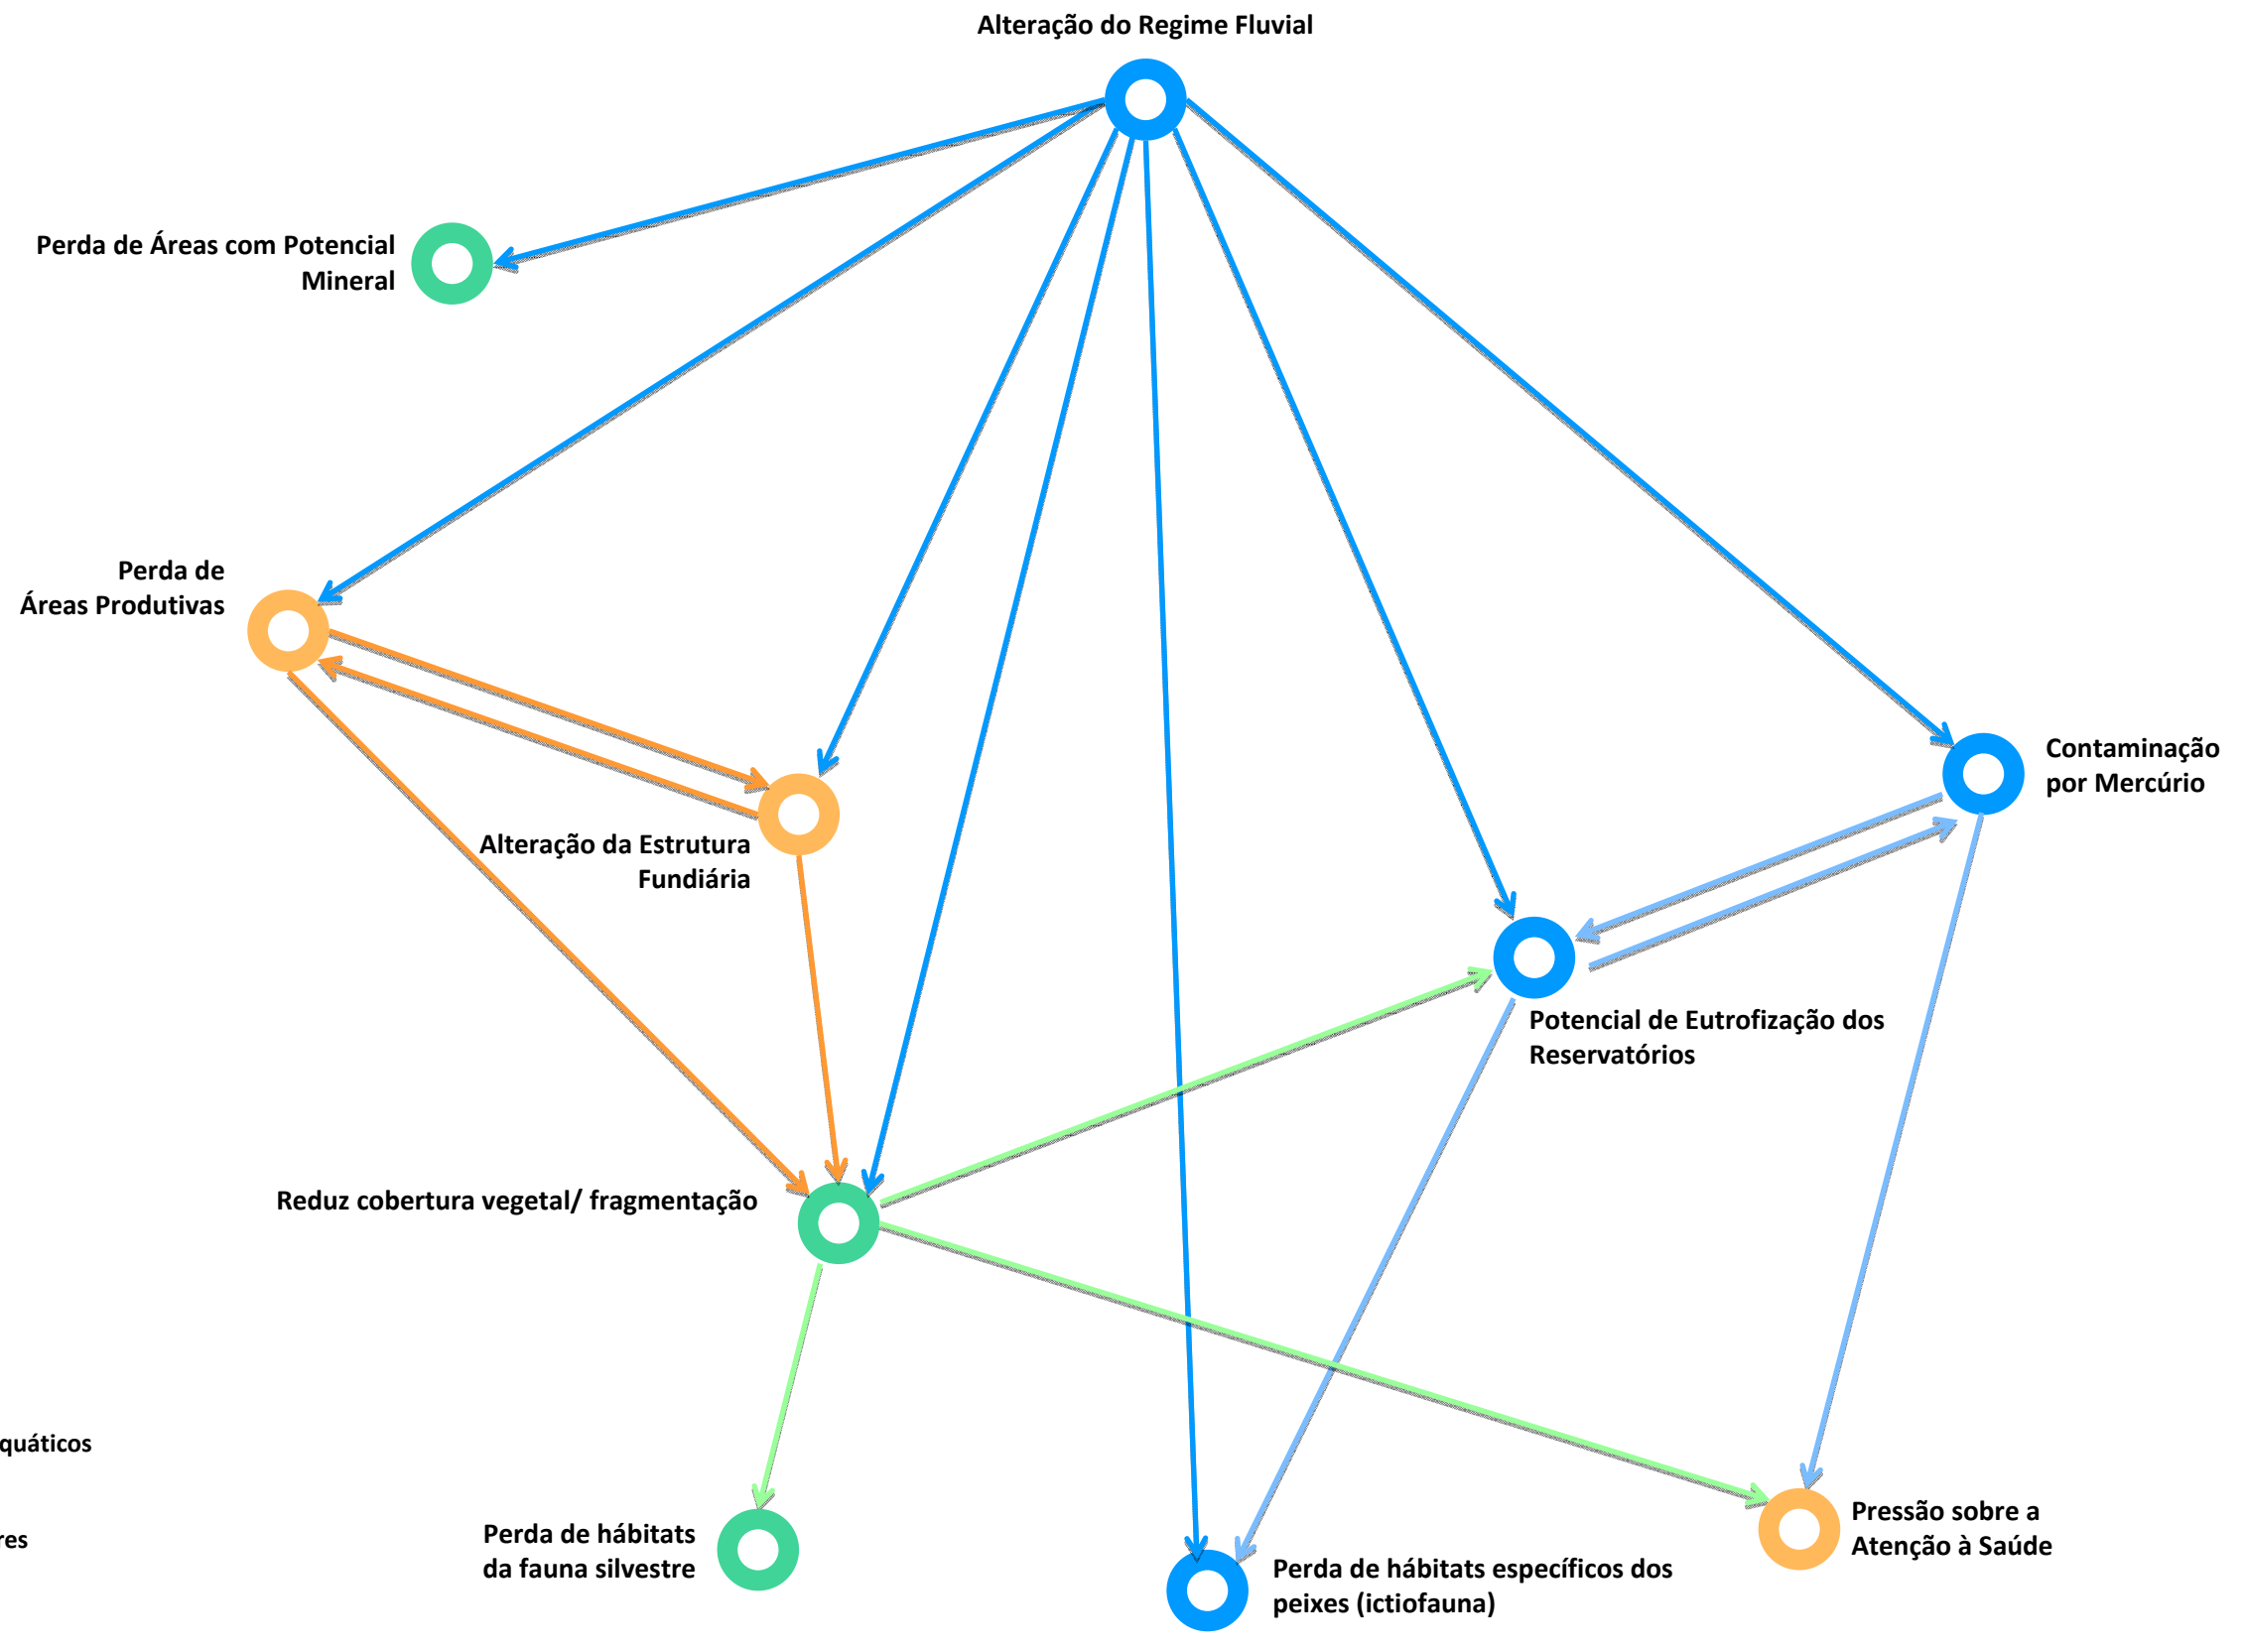 Alteração do Regime Fluvial
Perda de Áreas com Potencial
Mineral
Perda de
Áreas Produtivas
Contaminação
por Mercúrio
Alteração da Estrutura
Fundiária
Potencial de Eutrofização dos
Reservatórios
Reduz cobertura vegetal/ fragmentação
quáticos
res
Perda de hábitats
da fauna silvestre
Perda de hábitats específicos dos
peixes (ictiofauna)
Pressão sobre a
Atenção à Saúde